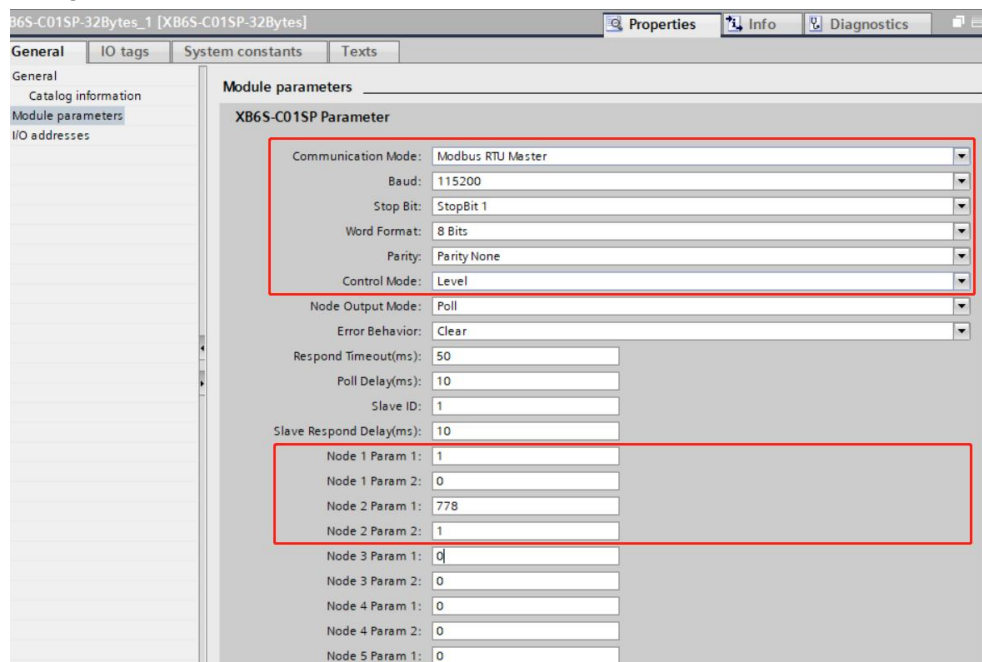 B6S-C01SP-32Bytes_1 [XB6S-C01SP-32Bytes]
Properties
Info
Diagnostics
General
IO tags
System constants
Texts
General
Catalog information
Module parameters
I/O addresses
Module parameters
XB6S-C01SP Parameter
Communication Mode: Modbus RTU Master
Baud: 115200
Stop Bit: StopBit 1
Word Format: 8 Bits
Parity: Parity None
Control Mode: Level
Node Output Mode: Poll
Error Behavior: Clear
Respond Timeout(ms): 50
Poll Delay(ms): 10
Slave ID: 1
Slave Respond Delay(ms): 10
Node 1 Param 1: 1
Node 1 Param 2: 0
Node 2 Param 1: 778
Node 2 Param 2: 1
Node 3 Param 1: 0
Node 3 Param 2: 0
Node 4 Param 1: 0
Node 4 Param 2: 0
Node 5 Param 1: 0